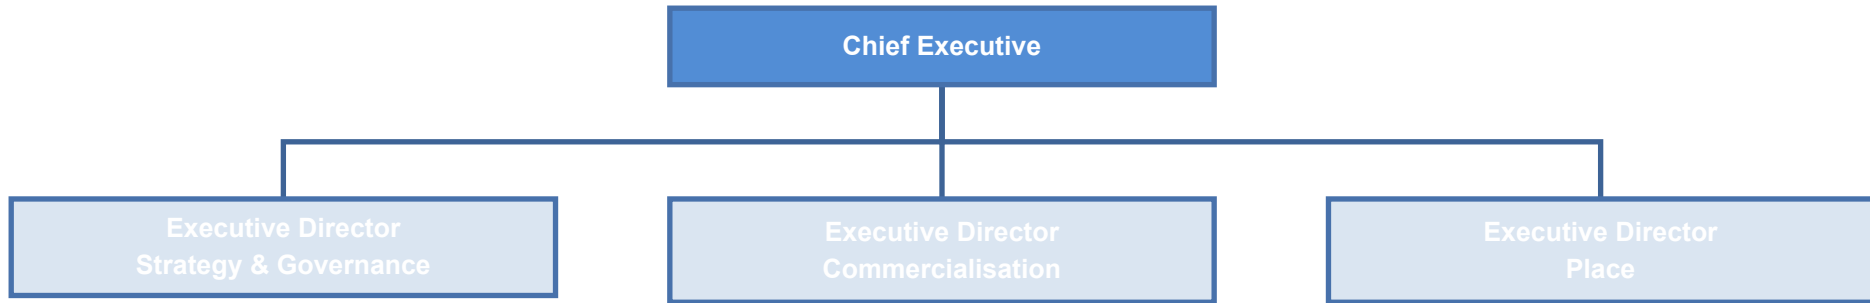 Chief Executive
Executive Director
Strategy & Governance
Executive Director
Commercialisation
Executive Director
Place